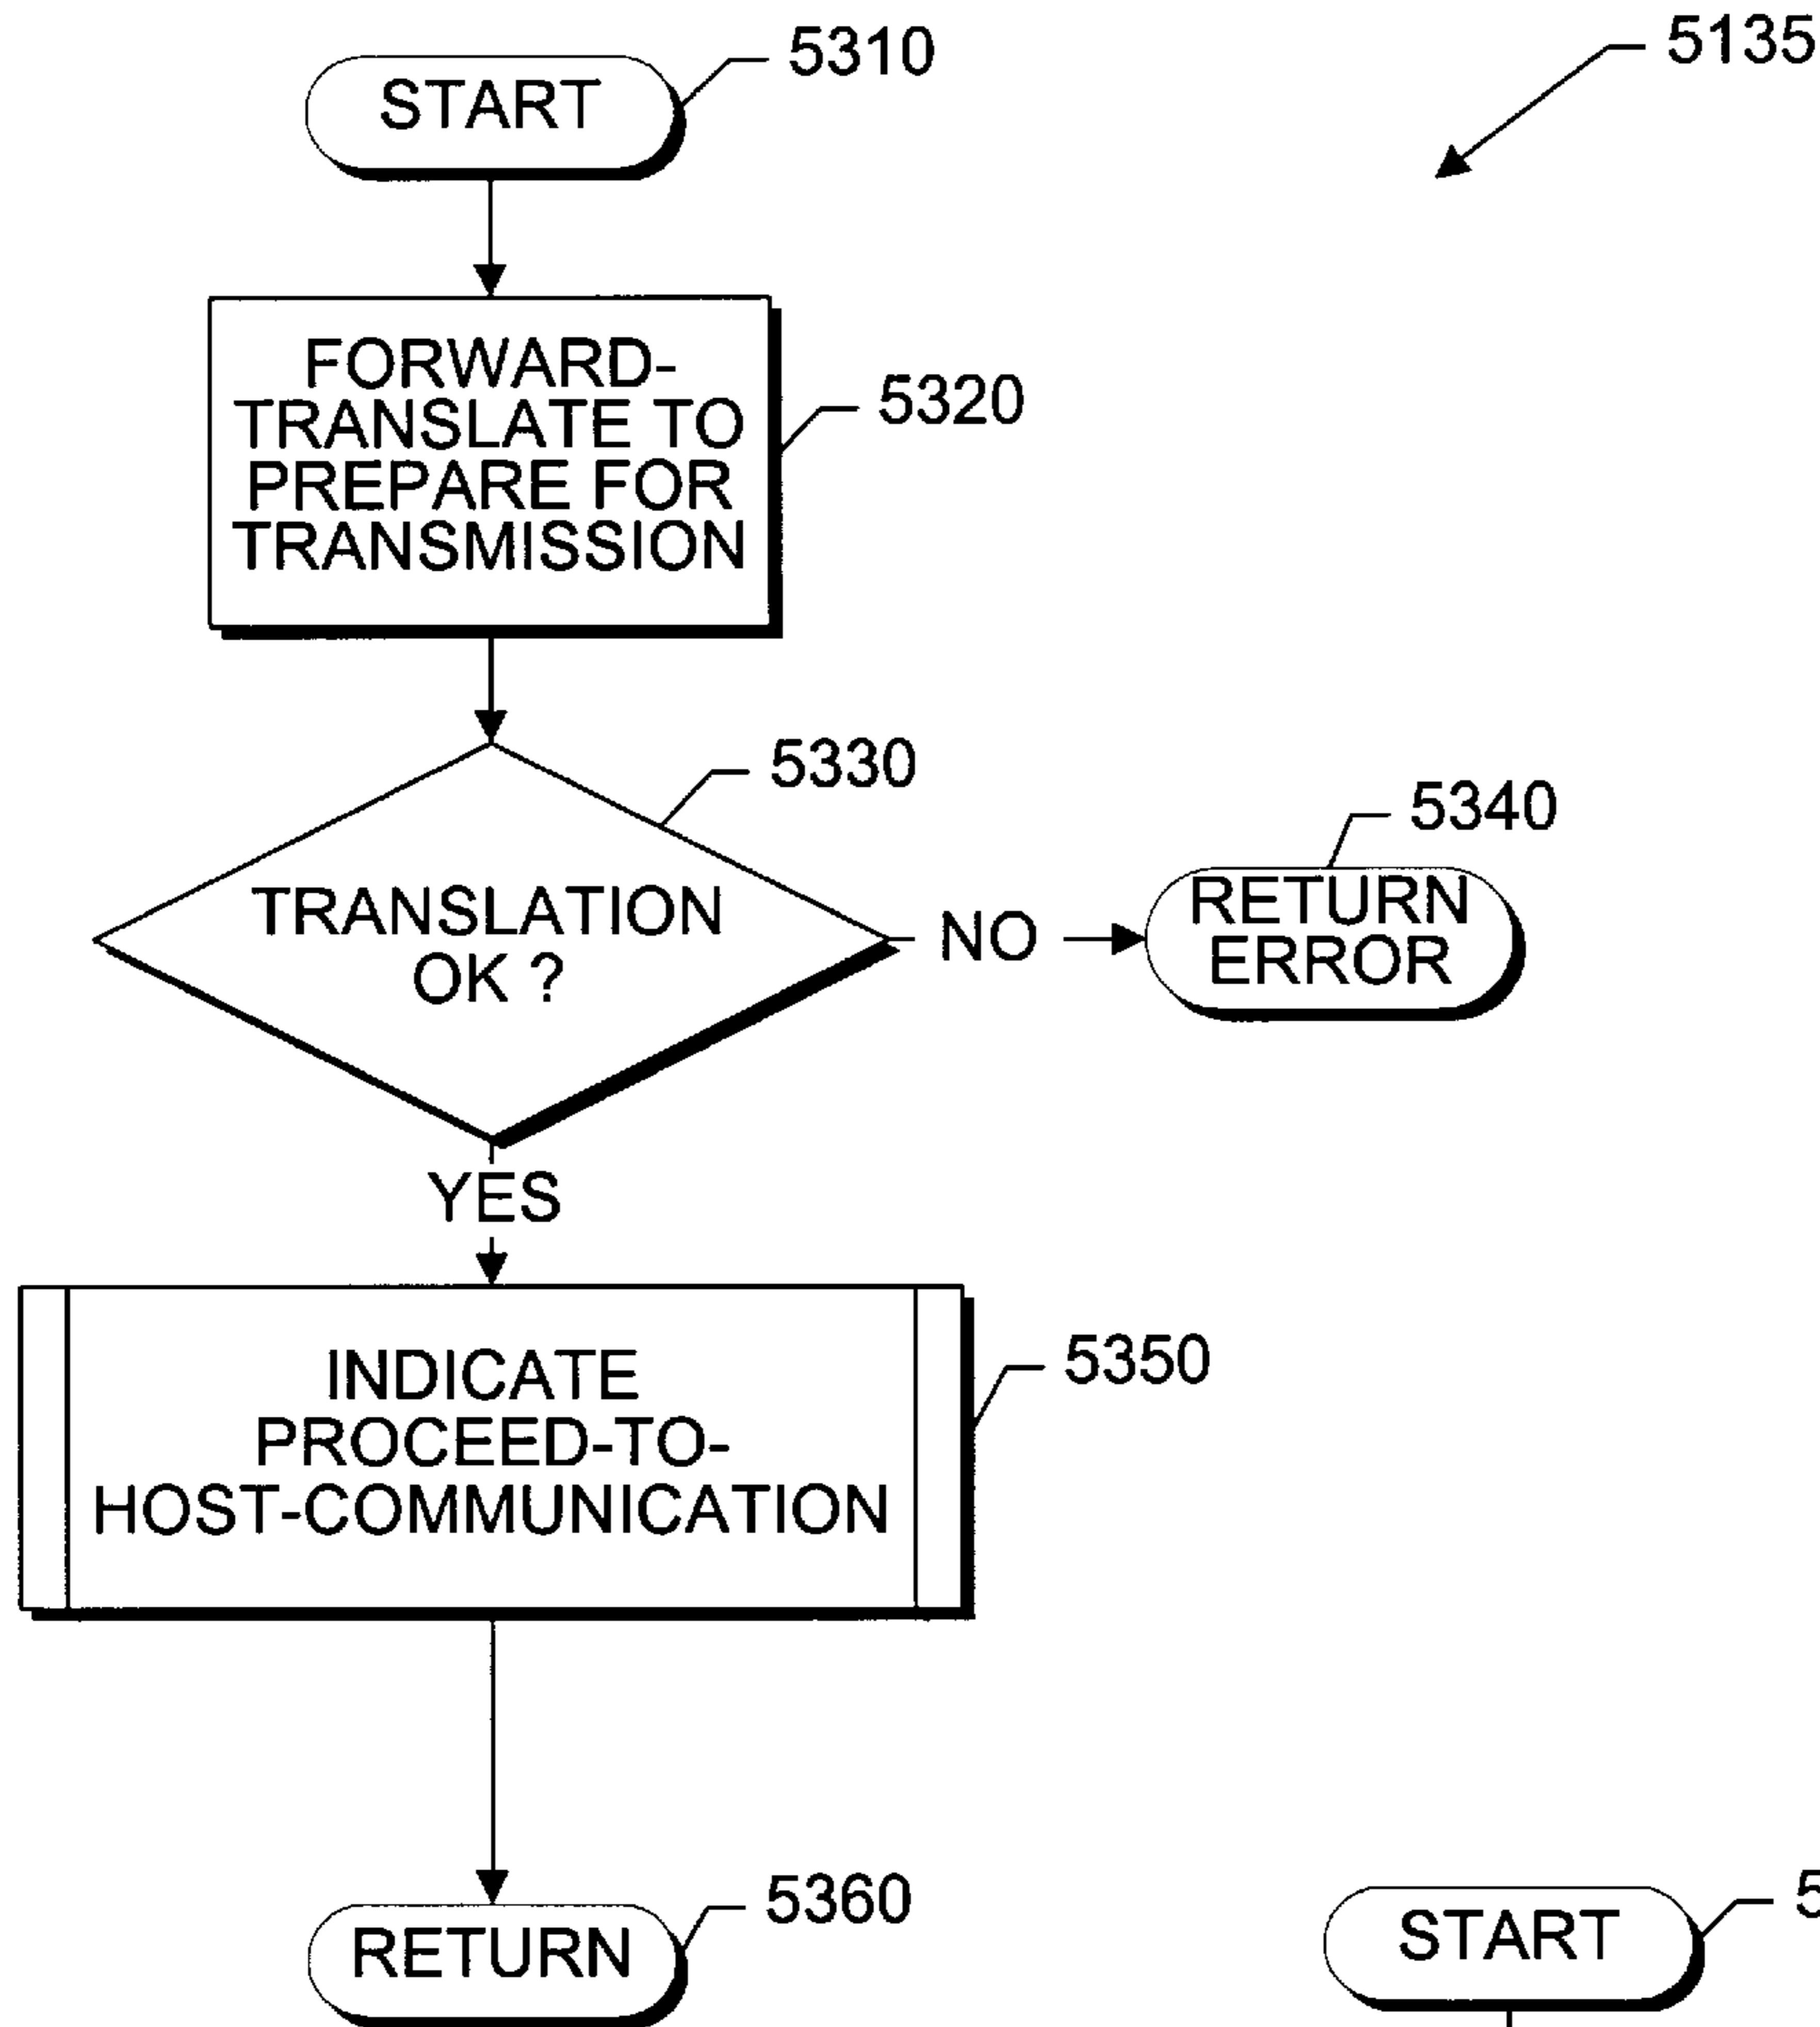 5310
5135
START
FORWARD-
TRANSLATE TO
PREPARE FOR
TRANSMISSION
5320
5330
5340
TRANSLATION
OK ?
NO
RETURN
ERROR
YES
INDICATE
PROCEED-TO-
HOST-COMMUNICATION
5350
5360
RETURN
START